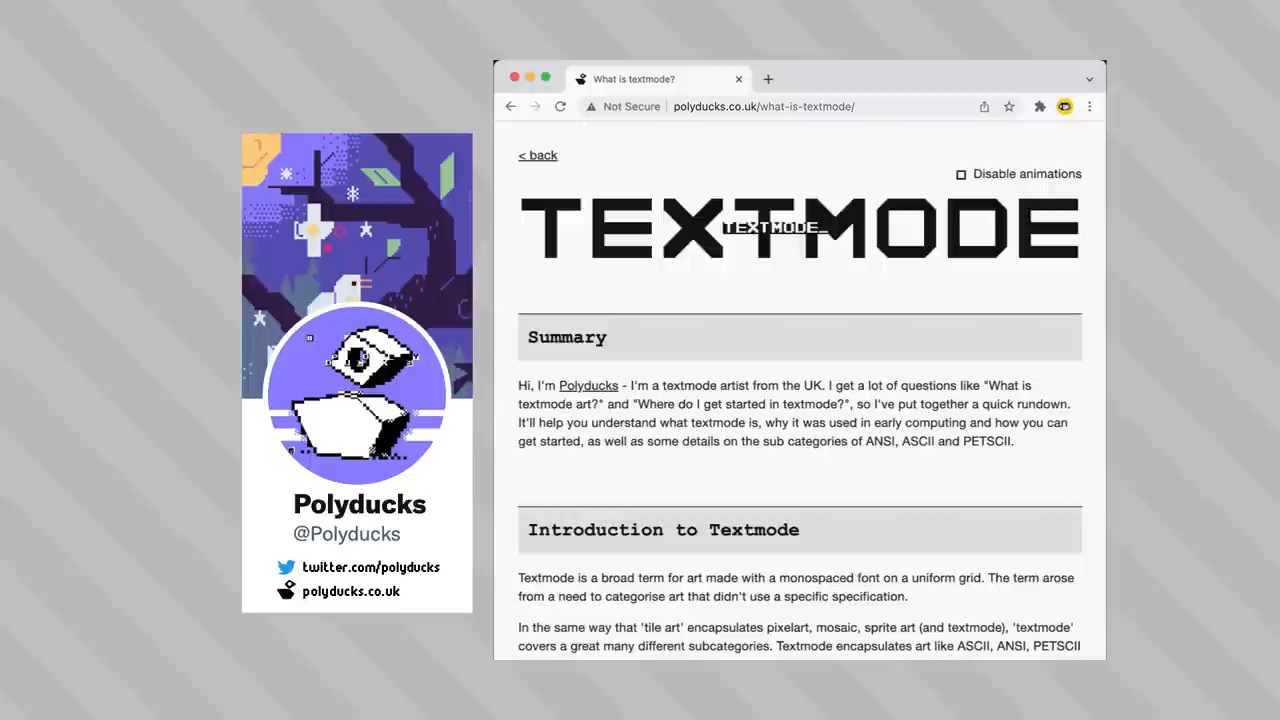 Polyducks
@Polyducks
twitter.com/polyducks
polyducks.co.uk
What is textmode?
Not Secure
polyducks.co.uk/what-is-textmode/
< back
Disable animations
TEXTMODE
TEXTMODE_
Summary
Hi, I'm Polyducks - I'm a textmode artist from the UK. I get a lot of questions like "What is
textmode art?" and "Where do I get started in textmode?", so I've put together a quick rundown.
It'll help you understand what textmode is, why it was used in early computing and how you can
get started, as well as some details on the sub categories of ANSI, ASCII and PETSCII.
Introduction to Textmode
Textmode is a broad term for art made with a monospaced font on a uniform grid. The term arose
from a need to categorise art that didn't use a specific specification.
In the same way that 'tile art' encapsulates pixelart, mosaic, sprite art (and textmode), 'textmode'
covers a great many different subcategories. Textmode encapsulates art like ASCII, ANSI, PETSCII